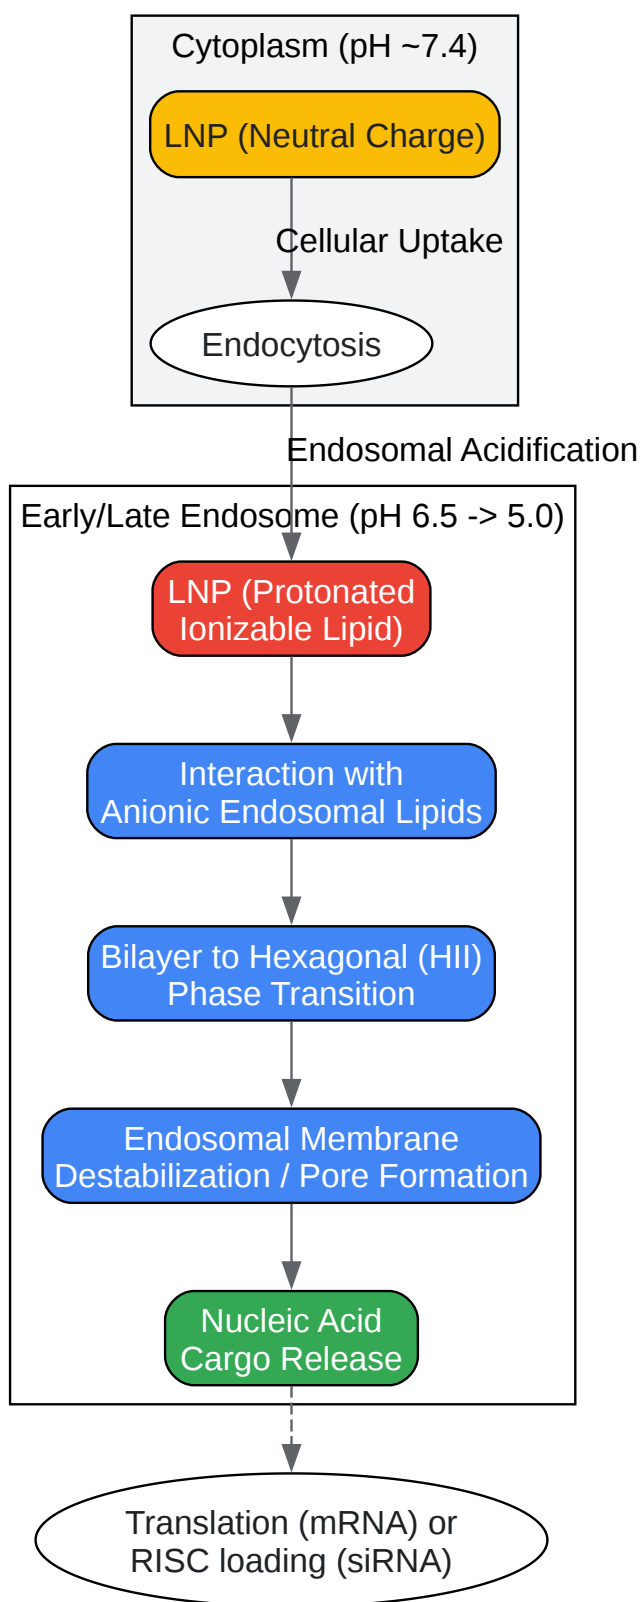 Cytoplasm (pH ~7.4)
LNP (Neutral Charge)
Cellular Uptake
Endocytosis
Endosomal Acidification
Early/Late Endosome (pH 6.5 -> 5.0)
LNP (Protonated
Ionizable Lipid)
Interaction with
Anionic Endosomal Lipids
Bilayer to Hexagonal (HII)
Phase Transition
Endosomal Membrane
Destabilization / Pore Formation
Nucleic Acid
Cargo Release
Translation (mRNA) or
RISC loading (siRNA)